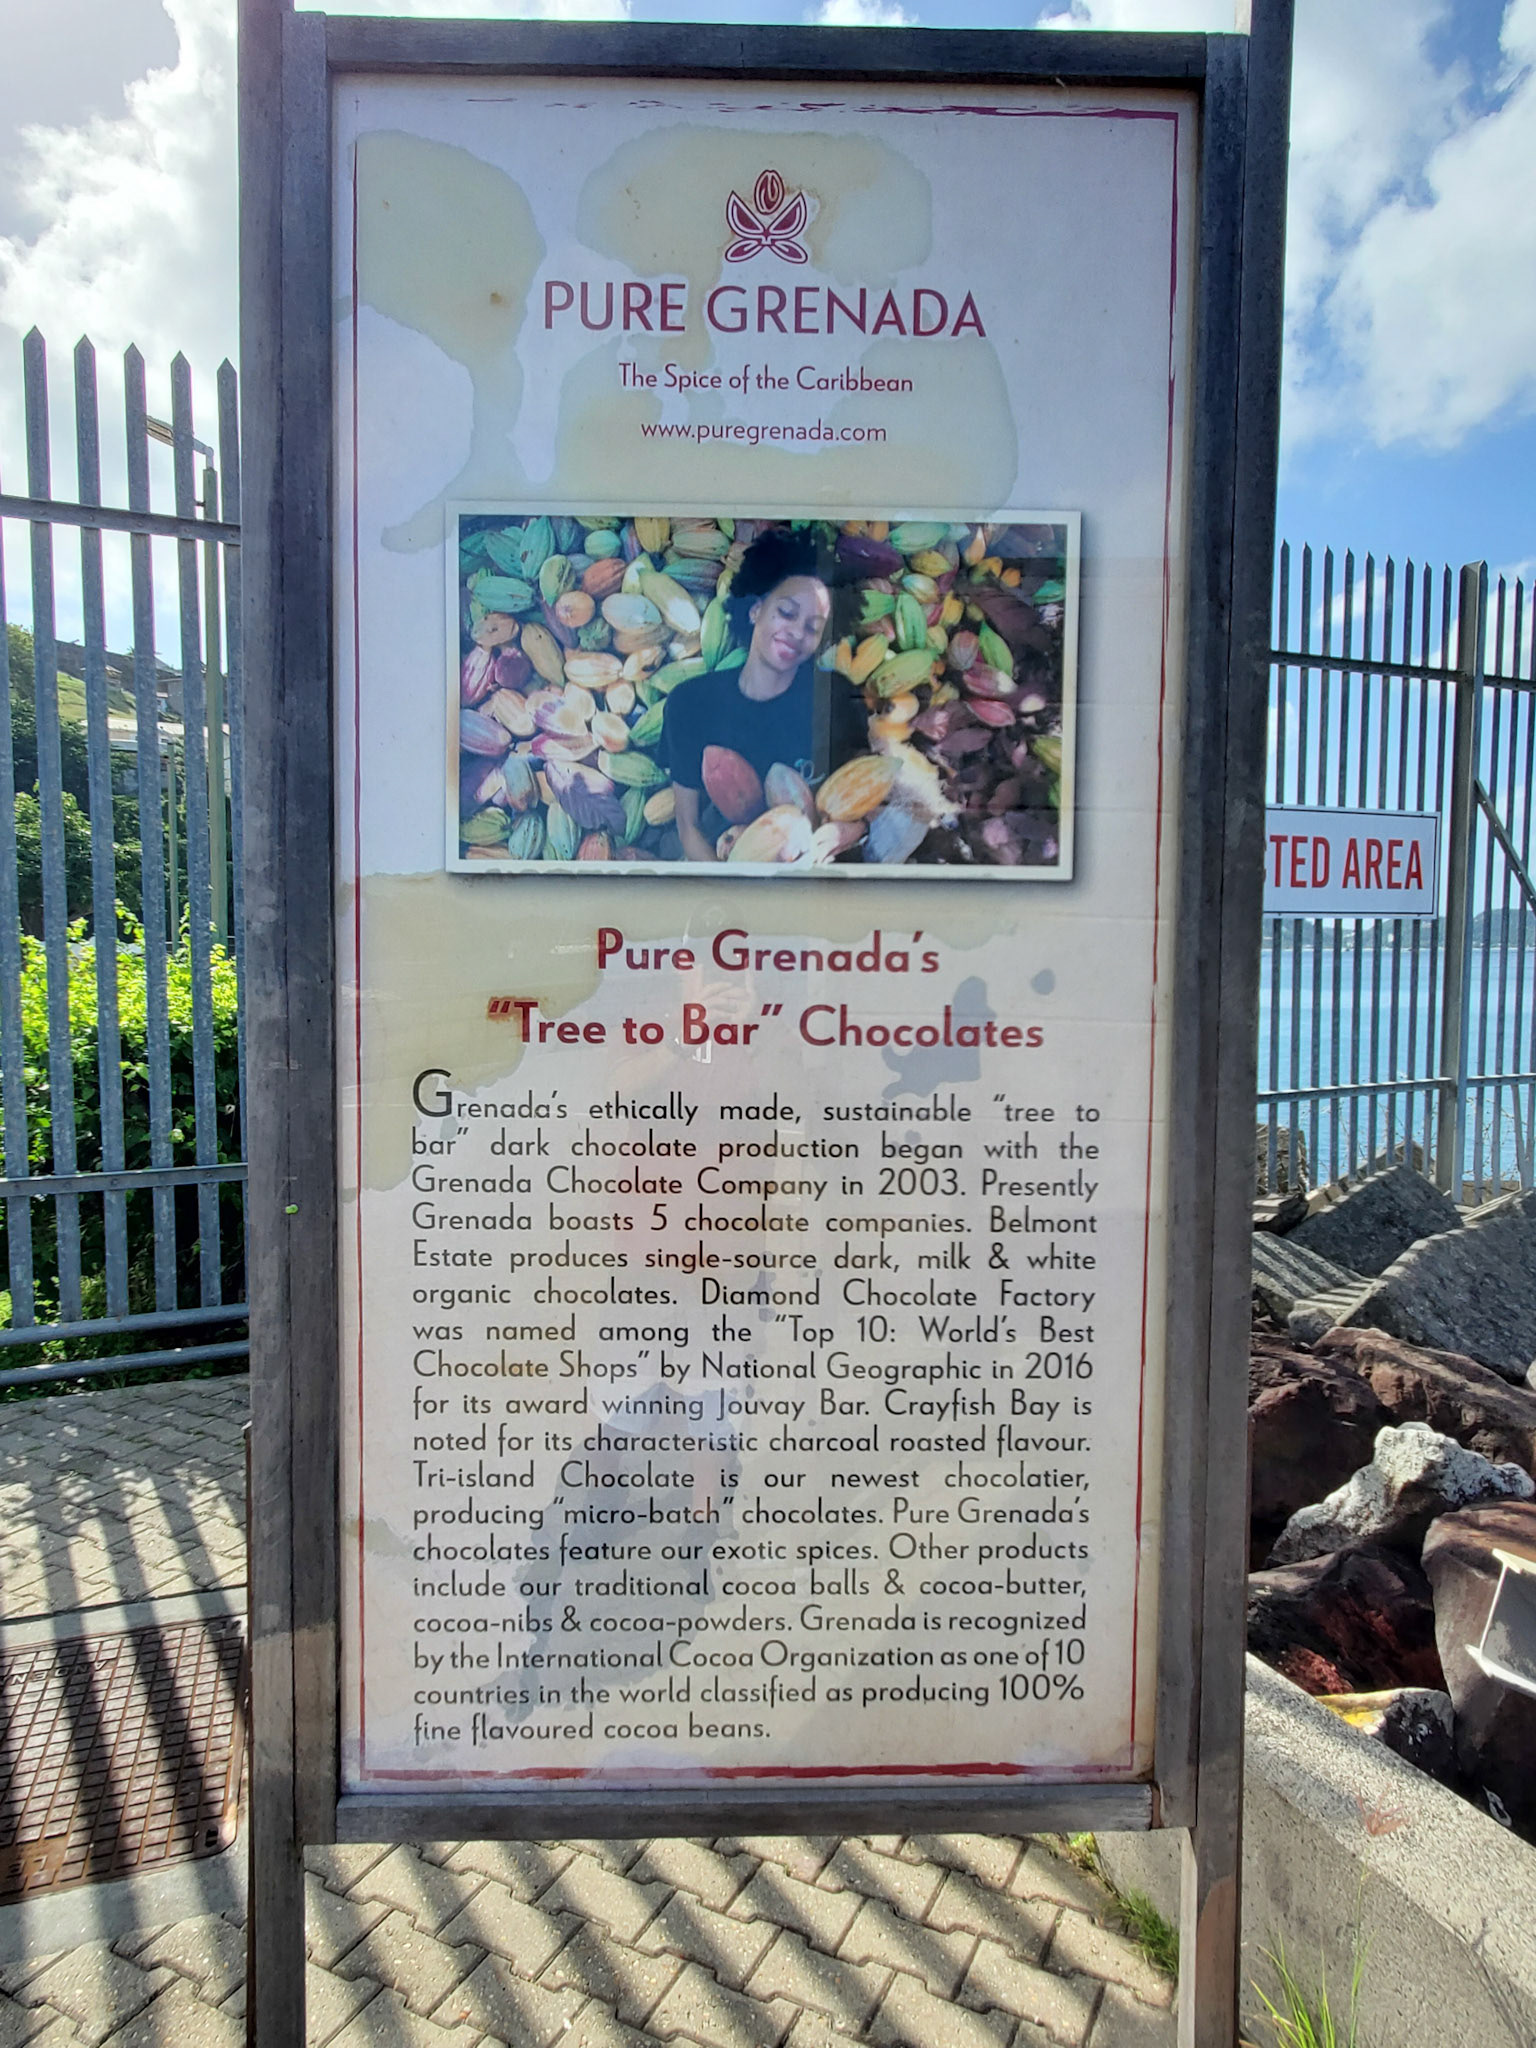 PURE GRENADA
The Spice of the Caribbean
www.puregrenada.com
Pure Grenada's
"Tree to Bar" Chocolates
Grenada's ethically made, sustainable "tree to
bar" dark chocolate production began with the
Grenada Chocolate Company in 2003. Presently
Grenada boasts 5 chocolate companies. Belmont
Estate produces single-source dark, milk & white
organic chocolates. Diamond Chocolate Factory
was named among the "Top 10: World's Best
Chocolate Shops" by National Geographic in 2016
for its award winning Jouvay Bar. Crayfish Bay is
noted for its characteristic charcoal roasted flavour.
Tri-island Chocolate is our newest chocolatier,
producing "micro-batch" chocolates. Pure Grenada's
chocolates feature our exotic spices. Other products
include our traditional cocoa balls & cocoa-butter,
cocoa-nibs & cocoa-powders. Grenada is recognized
by the International Cocoa Organization as one of 10
countries in the world classified as producing 100%
fine flavoured cocoa beans.
TED AREA